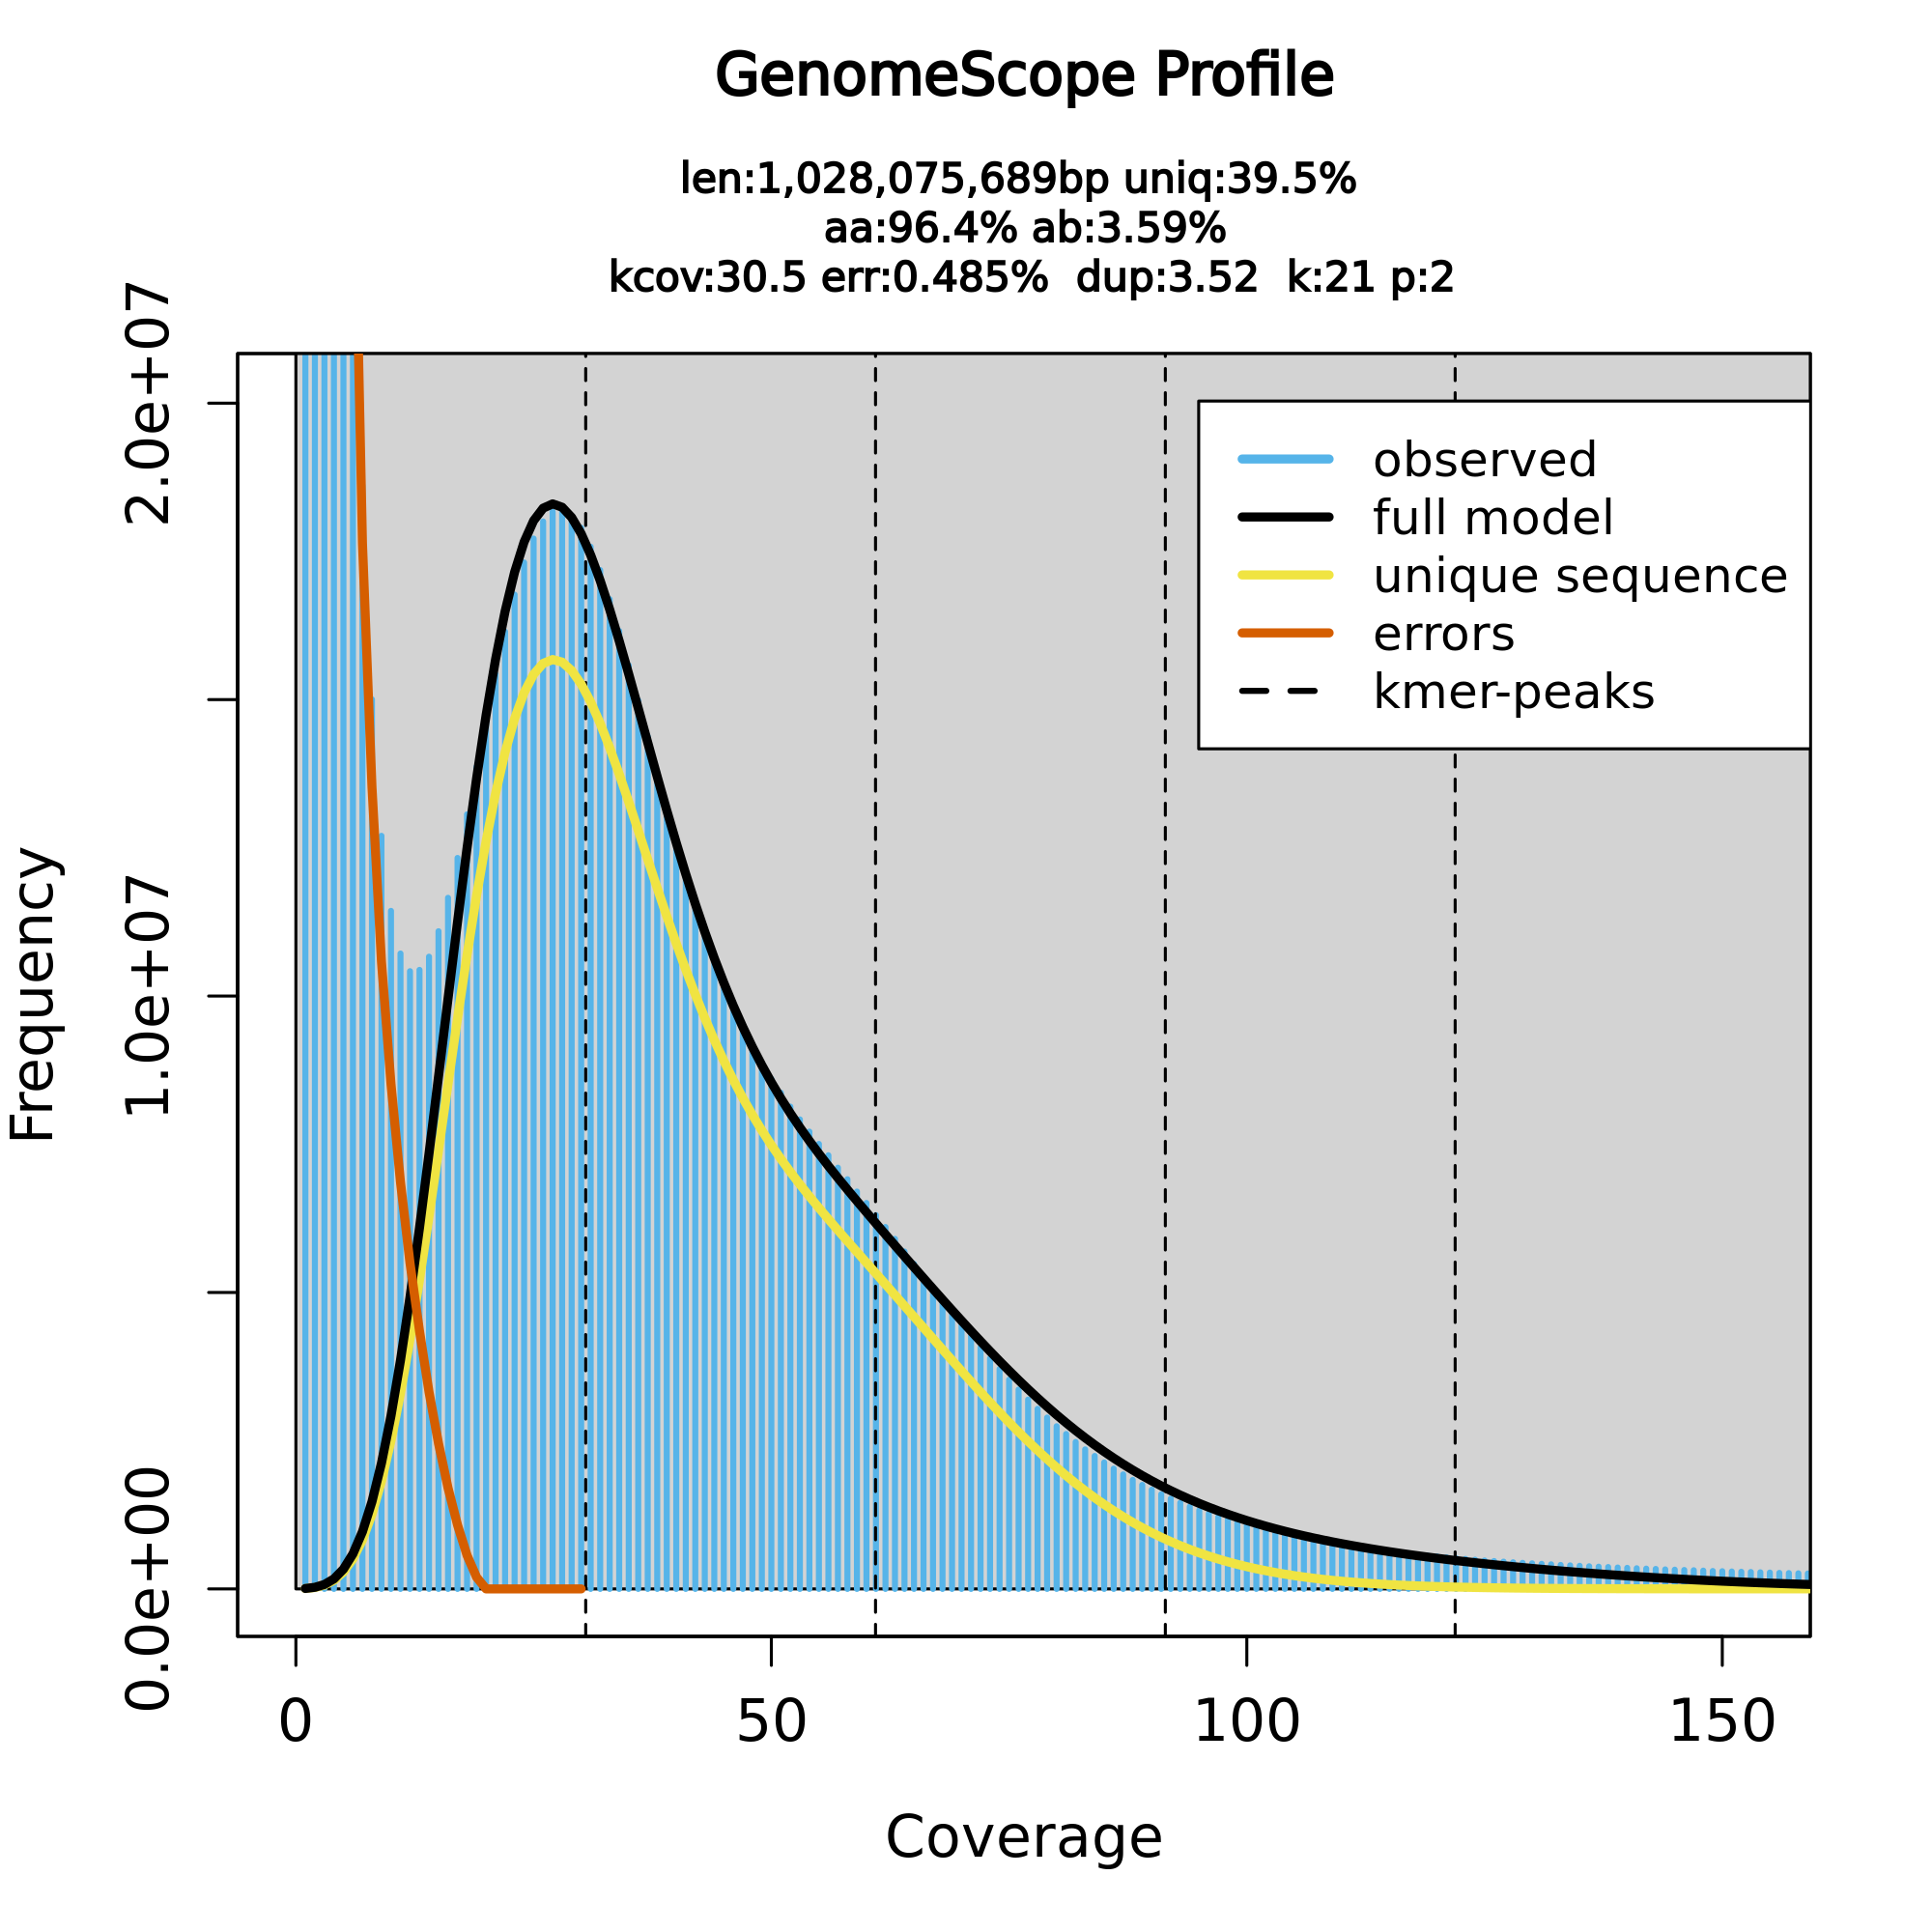 GenomeScope Profile
len:1,028,075,689bp uniq:39.5%
aa:96.4% ab:3.59%
kcov:30.5 err:0.485% dup:3.52 k:21 p:2
Frequency
2.0e+07
1.0e+07
0.0e+00
observed
full model
unique sequence
errors
kmer-peaks
0 50 100 150
Coverage